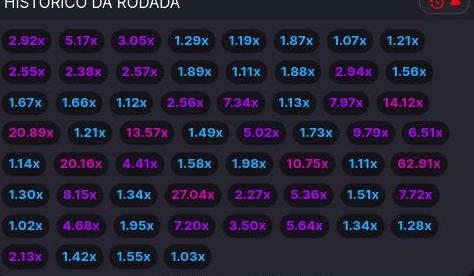 HISTÓRICO DA RODADA
2.92x 5.17x 3.05x 1.29x 1.19x 1.87x 1.07x 1.21x
2.55x 2.38x 2.57x 1.89x 1.11x 1.88x 2.94x 1.56x
1.67x 1.66x 1.12x 2.56x 7.34x 1.13x 7.97x 14.12x
20.89x 1.21x 13.57x 1.49x 5.02x 1.73x 9.79x 6.51x
1.14x 20.16x 4.41x 1.58x 1.98x 10.75x 1.11x 62.91x
1.30x 8.15x 1.34x 27.04x 2.27x 5.36x 1.51x 7.72x
1.02x 4.68x 1.95x 7.20x 3.50x 5.64x 1.34x 1.28x
2.13x 1.42x 1.55x 1.03x